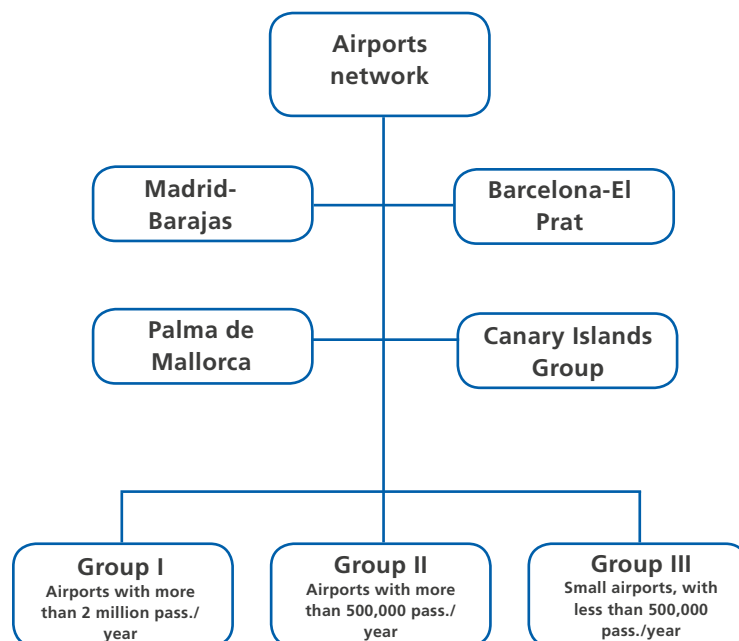 Airports
network
Madrid-
Barajas
Barcelona-El
Prat
Palma de
Mallorca
Canary Islands
Group
Group I
Airports with more
than 2 million pass./
year
Group II
Airports with more
than 500,000 pass./
year
Group III
Small airports, with
less than 500,000
pass./year